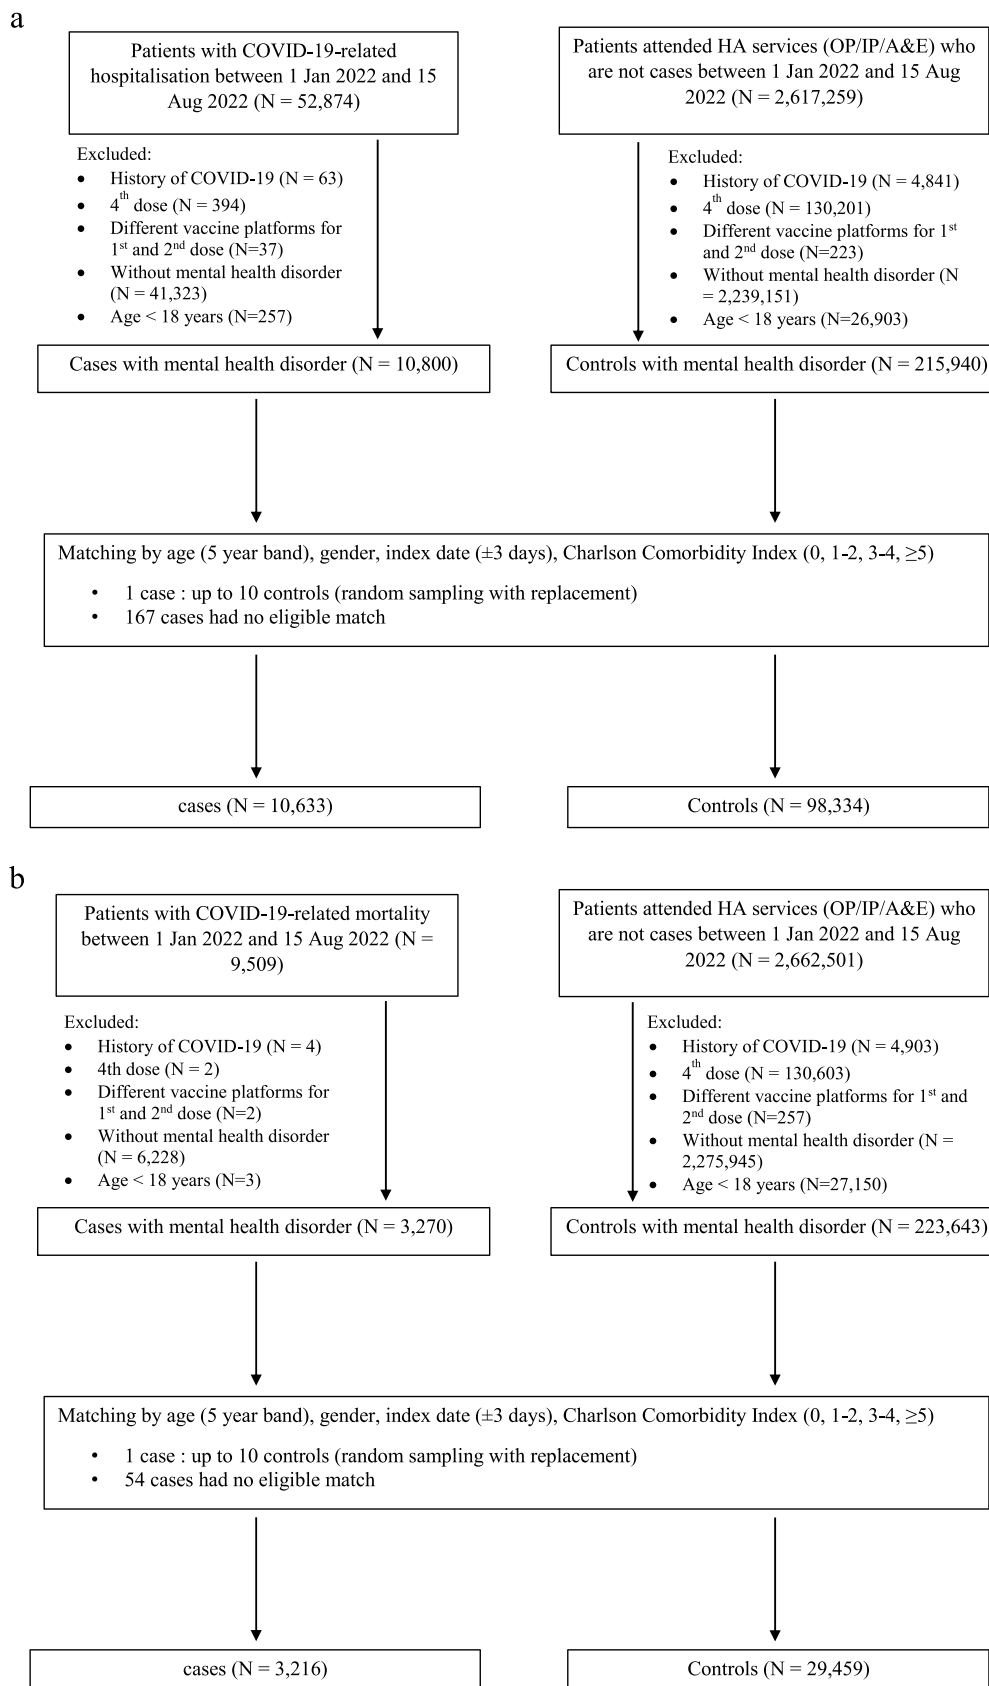 a
Patients with COVID-19-related
hospitalisation between 1 Jan 2022 and 15
Aug 2022 (N = 52,874)
Patients attended HA services (OP/IP/A&E) who
are not cases between 1 Jan 2022 and 15 Aug
2022 (N = 2,617,259)
Excluded:
• History of COVID-19 (N = 63)
• 4th dose (N = 394)
• Different vaccine platforms for
1st and 2nd dose (N=37)
• Without mental health disorder
(N = 41,323)
• Age < 18 years (N=257)
Excluded:
• History of COVID-19 (N = 4,841)
• 4th dose (N = 130,201)
• Different vaccine platforms for 1st
and 2nd dose (N=223)
• Without mental health disorder (N
= 2,239,151)
• Age < 18 years (N=26,903)
Cases with mental health disorder (N = 10,800)
Controls with mental health disorder (N = 215,940)
Matching by age (5 year band), gender, index date (±3 days), Charlson Comorbidity Index (0, 1-2, 3-4, ≥5)
• 1 case : up to 10 controls (random sampling with replacement)
• 167 cases had no eligible match
cases (N = 10,633)
Controls (N = 98,334)
b
Patients with COVID-19-related mortality
between 1 Jan 2022 and 15 Aug 2022 (N =
9,509)
Patients attended HA services (OP/IP/A&E) who
are not cases between 1 Jan 2022 and 15 Aug
2022 (N = 2,662,501)
Excluded:
• History of COVID-19 (N = 4)
• 4th dose (N = 2)
• Different vaccine platforms for
1st and 2nd dose (N=2)
• Without mental health disorder
(N = 6,228)
• Age < 18 years (N=3)
Excluded:
• History of COVID-19 (N = 4,903)
• 4th dose (N = 130,603)
• Different vaccine platforms for 1st and
2nd dose (N=257)
• Without mental health disorder (N =
2,275,945)
• Age < 18 years (N=27,150)
Cases with mental health disorder (N = 3,270)
Controls with mental health disorder (N = 223,643)
Matching by age (5 year band), gender, index date (±3 days), Charlson Comorbidity Index (0, 1-2, 3-4, ≥5)
• 1 case : up to 10 controls (random sampling with replacement)
• 54 cases had no eligible match
cases (N = 3,216)
Controls (N = 29,459)